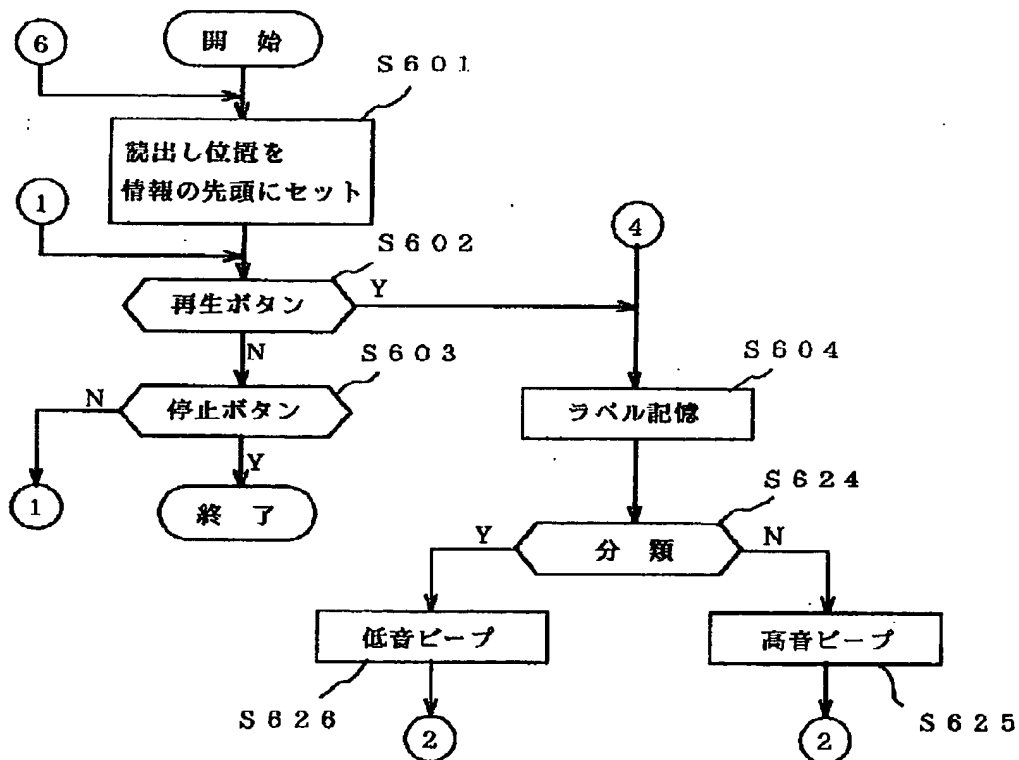 ⑥
開 始
S601
読出し位置を
情報の先頭にセット
①
S602
④
再生ボタン
Y
N
S603
S604
停止ボタン
N
ラベル記憶
Y
①
終 了
S624
分 類
Y
N
低音ビープ
高音ビープ
S626
S625
②
②